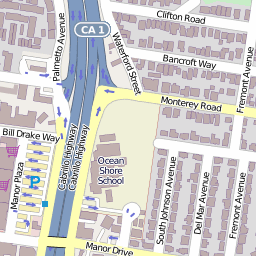 Clifton Road
CA 1
Palmetto Avenue
Waterford Street
Bancroft Way
Fremont Avenue
Monterey Road
Bill Drake Way
Cabrillo Highway
Cabrillo Highway
Manor Plaza
P
Ocean
Shore
School
South Johnson Avenue
Del Mar Avenue
Fremont Avenue
Manor Drive